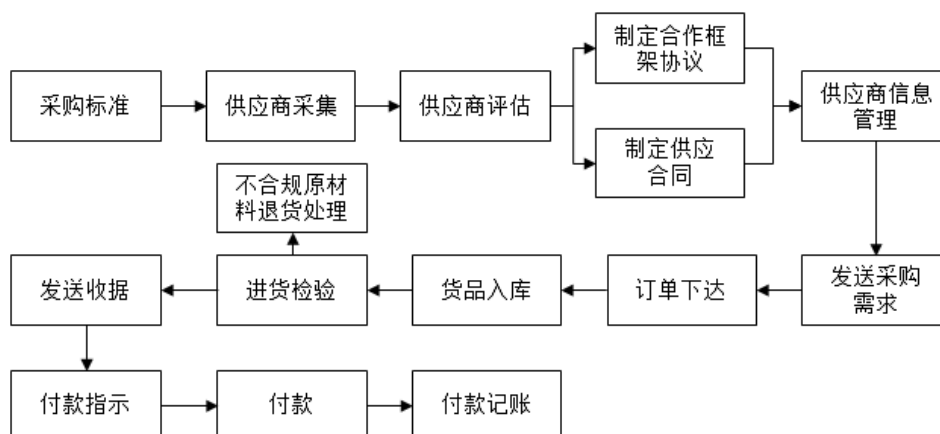 制定合作框
架协议
采购标准
供应商采集
供应商评估
供应商信息
管理
制定供应
合同
不合规原材
料退货处理
发送收据
进货检验
货品入库
订单下达
发送采购
需求
付款指示
付款
付款记账